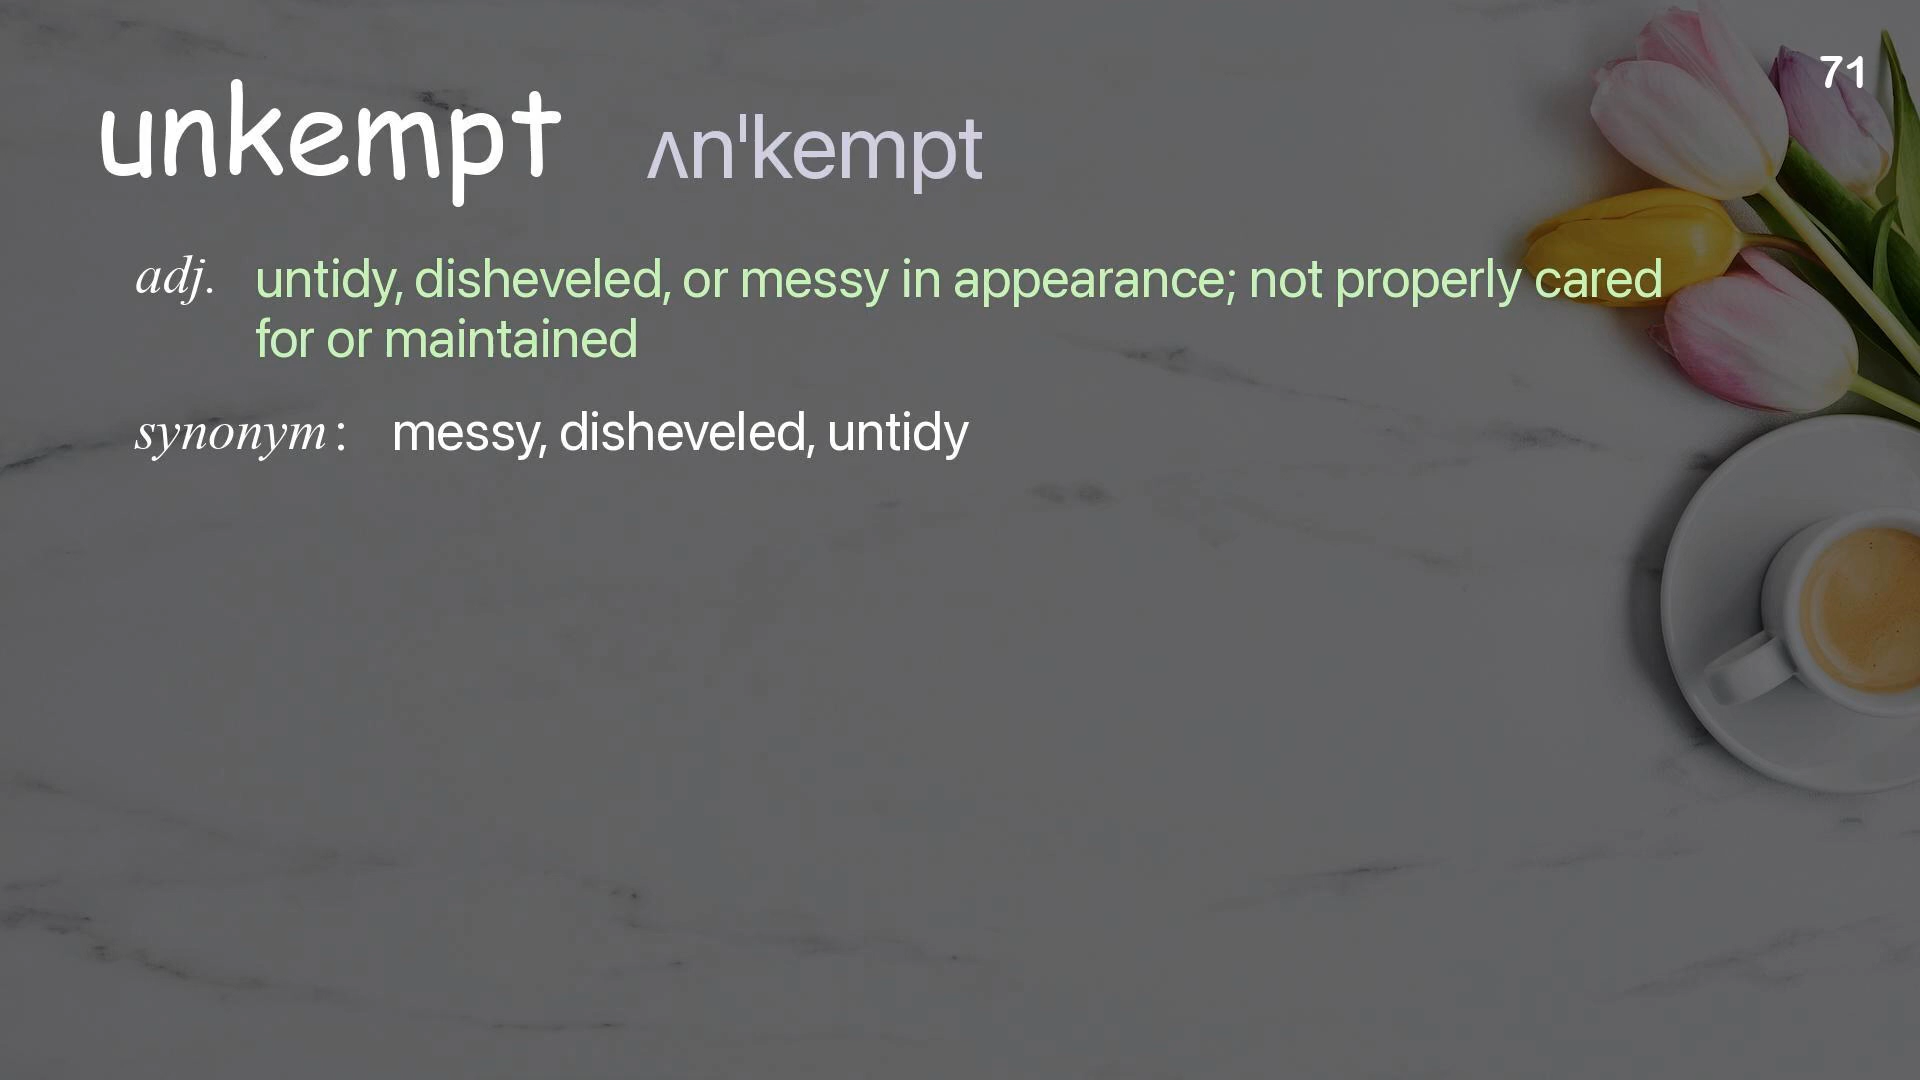 71
unkempt ʌn'kempt
adj. untidy, disheveled, or messy in appearance; not properly cared
for or maintained
synonym: messy, disheveled, untidy